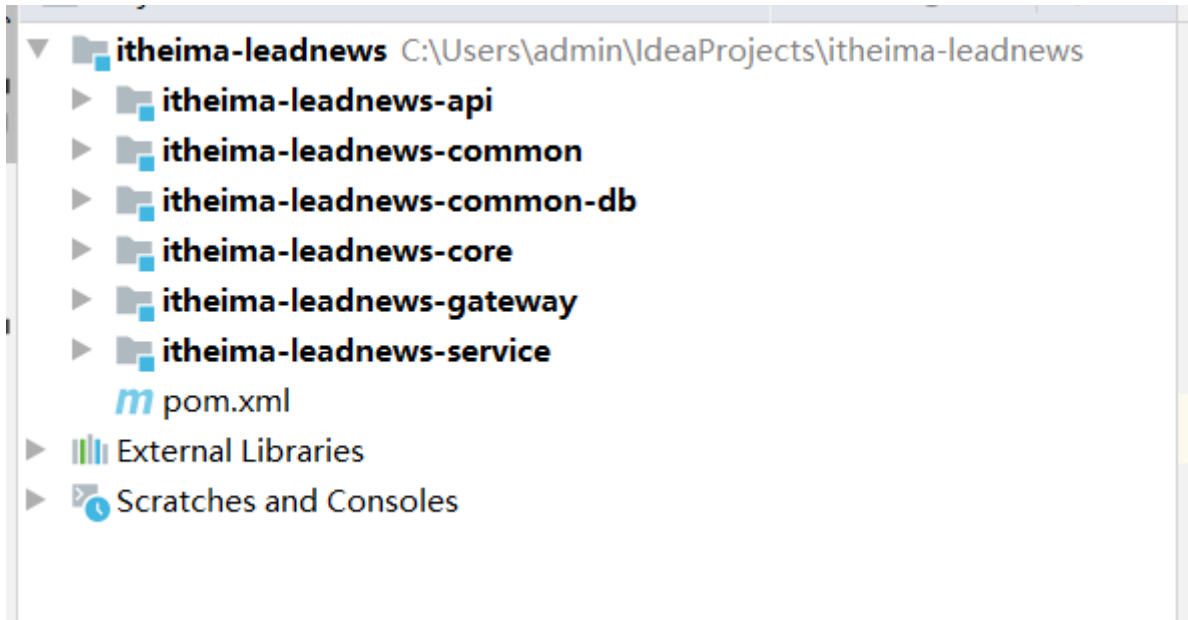 itheima-leadnews C:\Users\admin\IdeaProjects\itheima-leadnews
itheima-leadnews-api
itheima-leadnews-common
itheima-leadnews-common-db
itheima-leadnews-core
itheima-leadnews-gateway
itheima-leadnews-service
pom.xml
External Libraries
Scratches and Consoles